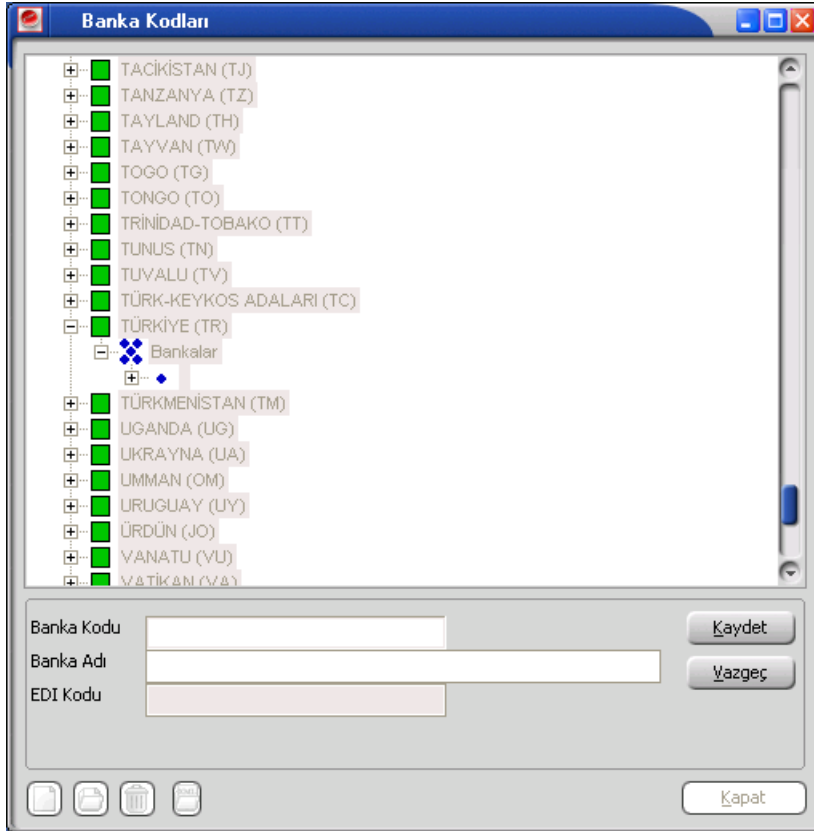 Banka Kodları
TACİKİSTAN (TJ)
TANZANYA (TZ)
TAYLAND (TH)
TAYVAN (TW)
TOGO (TG)
TONGO (TO)
TRİNİDAD-TOBAKO (TT)
TUNUS (TN)
TUVALU (TV)
TÜRK-KEYKOS ADALARI (TC)
TÜRKİYE (TR)
Bankalar
TÜRKMENİSTAN (TM)
UGANDA (UG)
UKRAYNA (UA)
UMMAN (OM)
URUGUAY (UY)
ÜRDÜN (JO)
VANATU (VU)
VATİKAN (VA)
Banka Kodu
Kaydet
Banka Adı
Vazgeç
EDI Kodu
Kapat